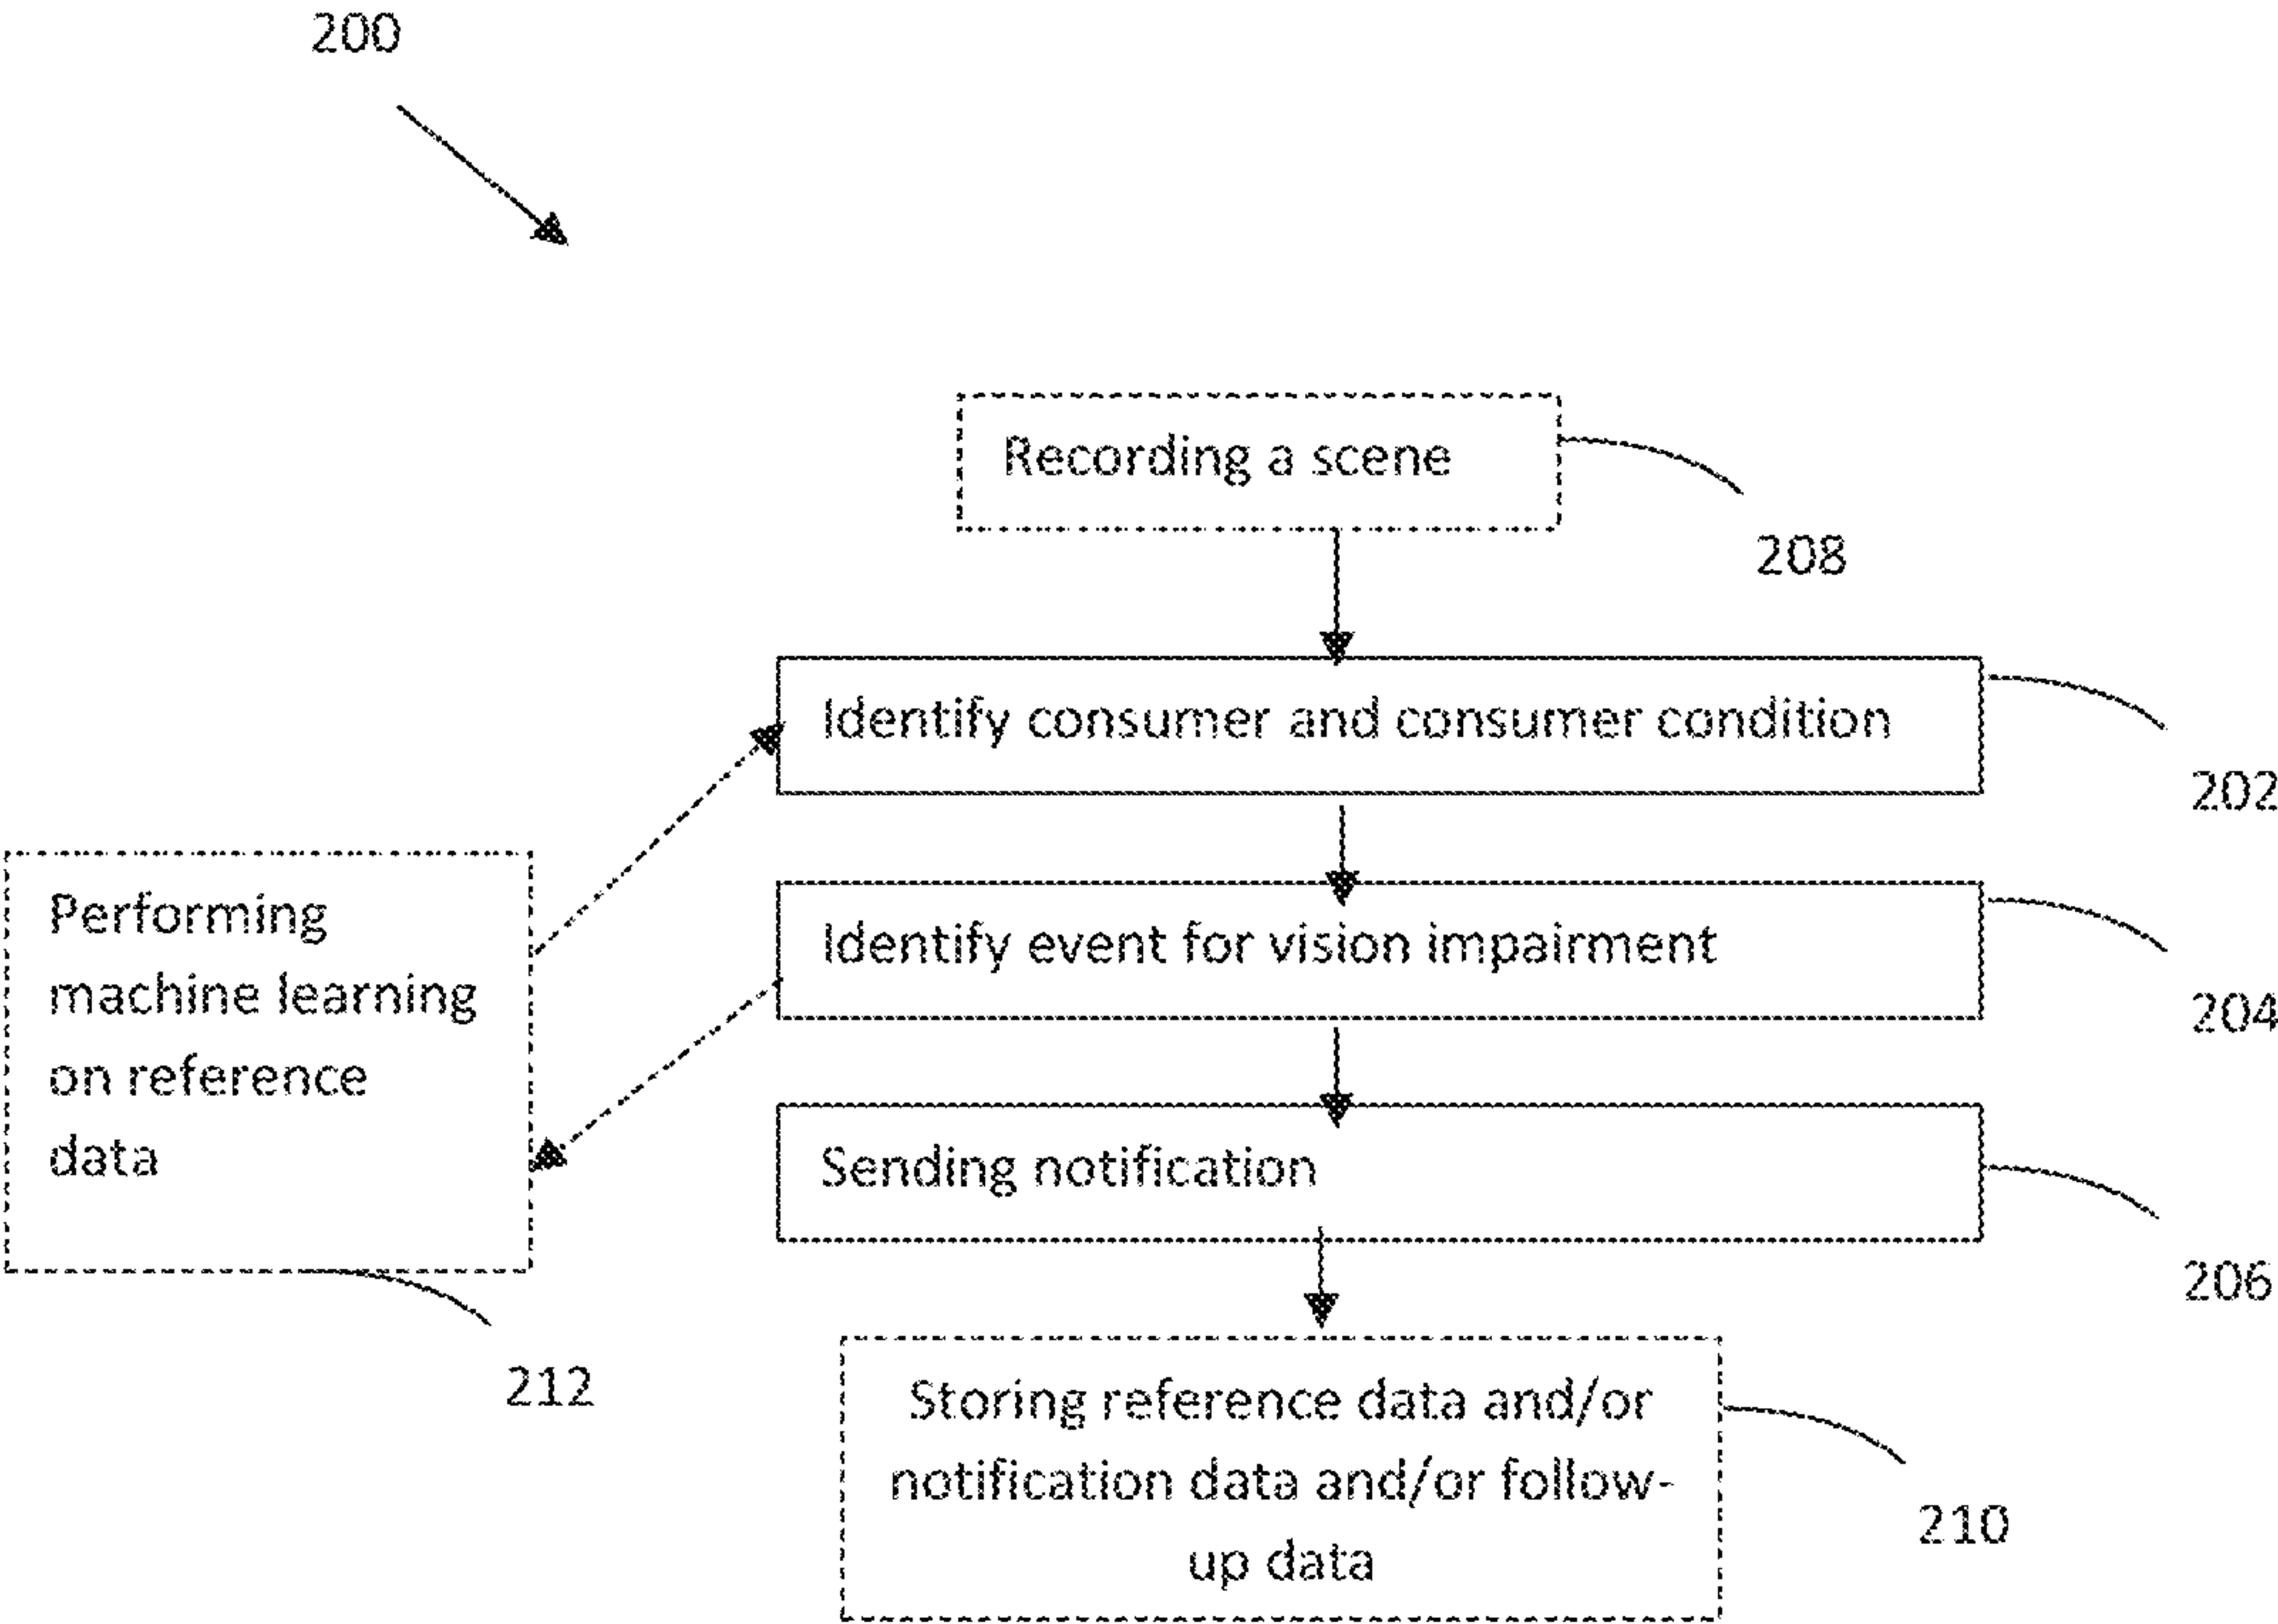 200
Recording a scene
208
Identify consumer and consumer condition
202
Performing
machine learning
on reference
data
212
Identify event for vision impairment
204
Sending notification
206
Storing reference data and/or
notification data and/or follow-
up data
210